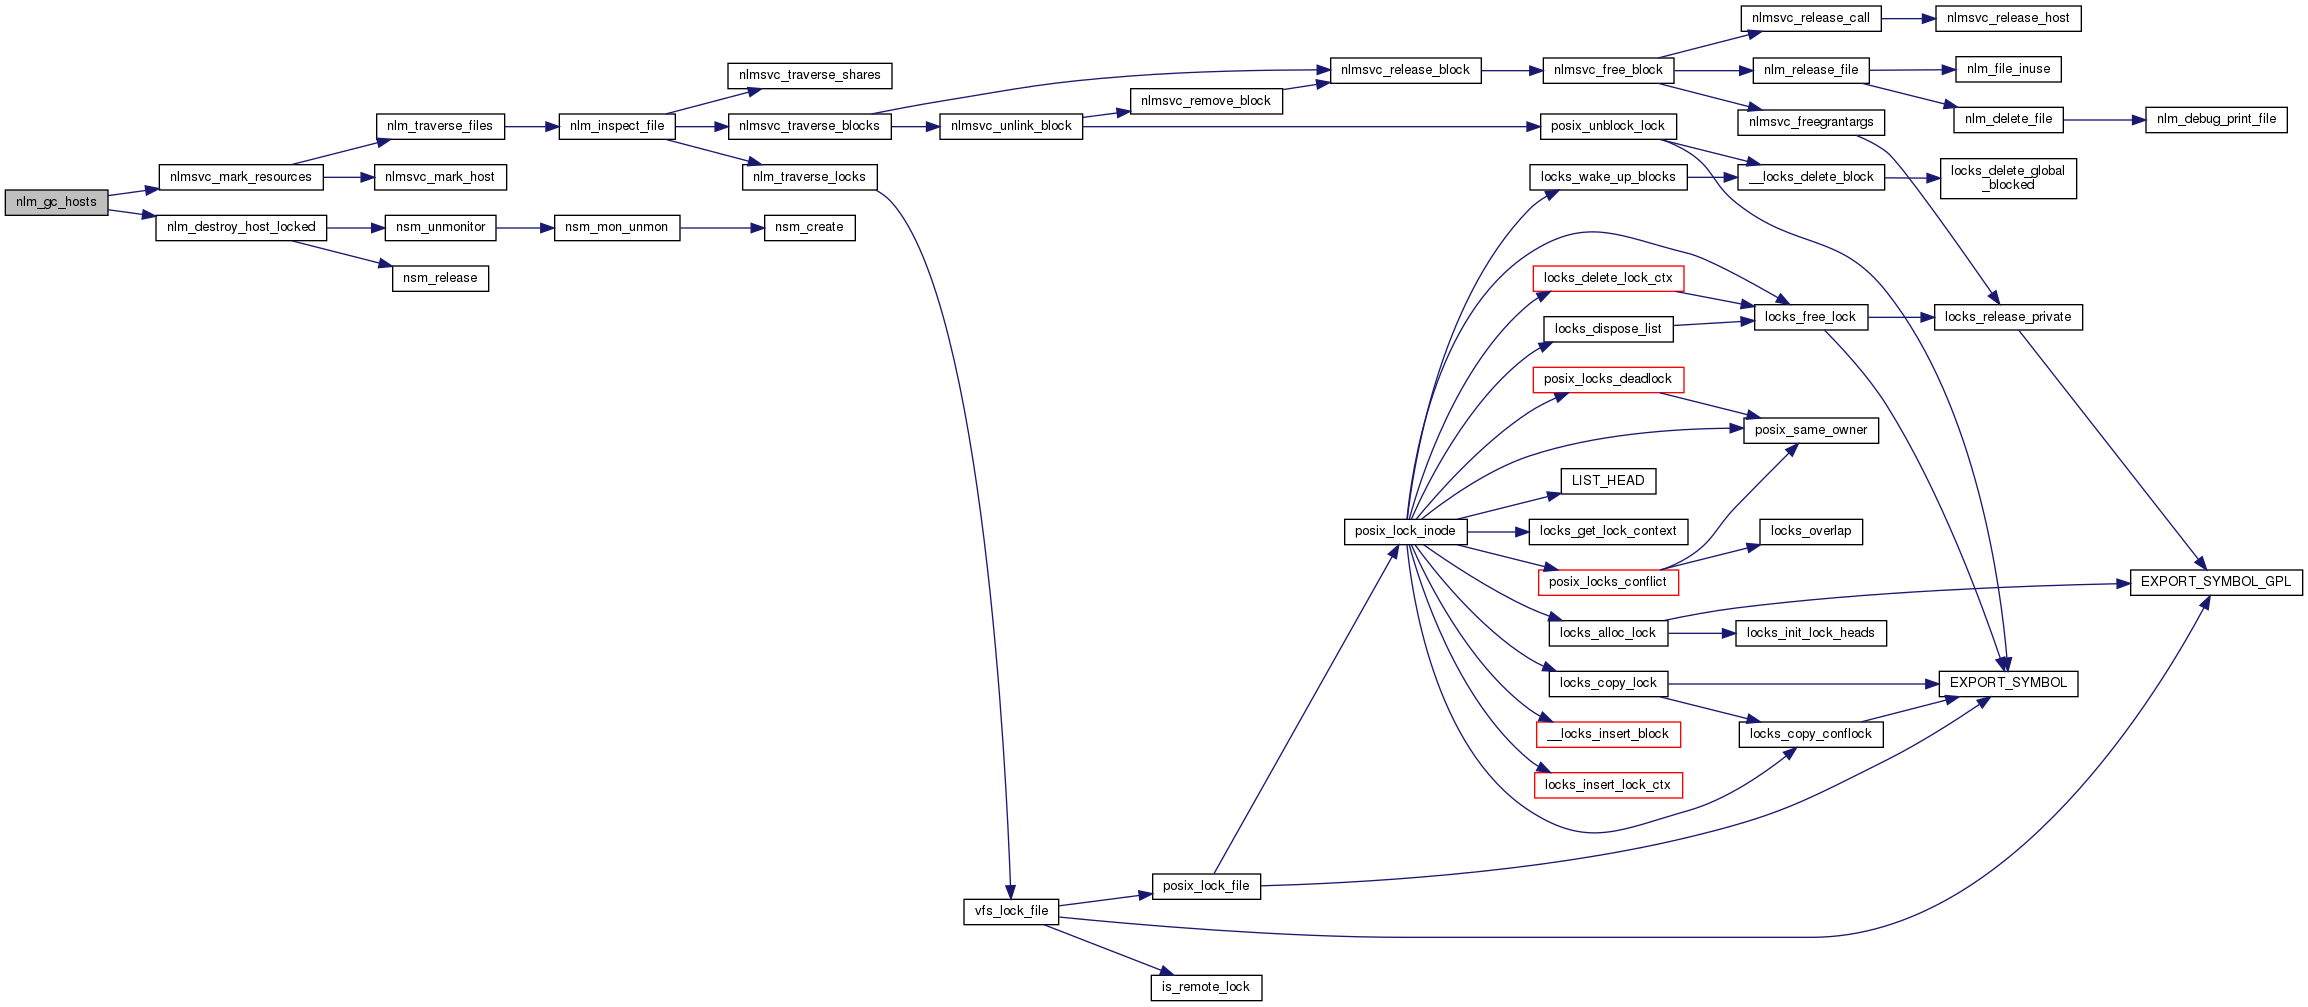 nlm_gc_hosts
nlmsvc_mark_resources
nlm_destroy_host_locked
nlm_traverse_files
nlmsvc_mark_host
nsm_unmonitor
nsm_release
nlm_inspect_file
nsm_mon_unmon
nlmsvc_traverse_shares
nlmsvc_traverse_blocks
nlm_traverse_locks
nsm_create
nlmsvc_unlink_block
vfs_lock_file
nlmsvc_remove_block
posix_lock_file
is_remote_lock
nlmsvc_release_block
posix_lock_inode
nlmsvc_free_block
posix_unblock_lock
locks_wake_up_blocks
locks_delete_lock_ctx
locks_dispose_list
posix_locks_deadlock
LIST_HEAD
locks_get_lock_context
posix_locks_conflict
locks_alloc_lock
locks_copy_lock
__locks_insert_block
locks_insert_lock_ctx
nlmsvc_release_call
nlm_release_file
nlmsvc_freegrantargs
__locks_delete_block
locks_free_lock
posix_same_owner
locks_overlap
locks_init_lock_heads
locks_copy_conflock
nlmsvc_release_host
nlm_file_inuse
nlm_delete_file
locks_delete_global
_blocked
locks_release_private
EXPORT_SYMBOL
nlm_debug_print_file
EXPORT_SYMBOL_GPL